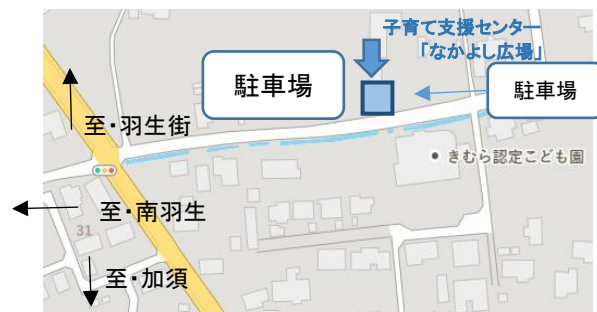 子育て支援センター
「なかよし広場」
駐車場
駐車場
至・羽生街
きむら認定こども園
至・南羽生
31
至・加須